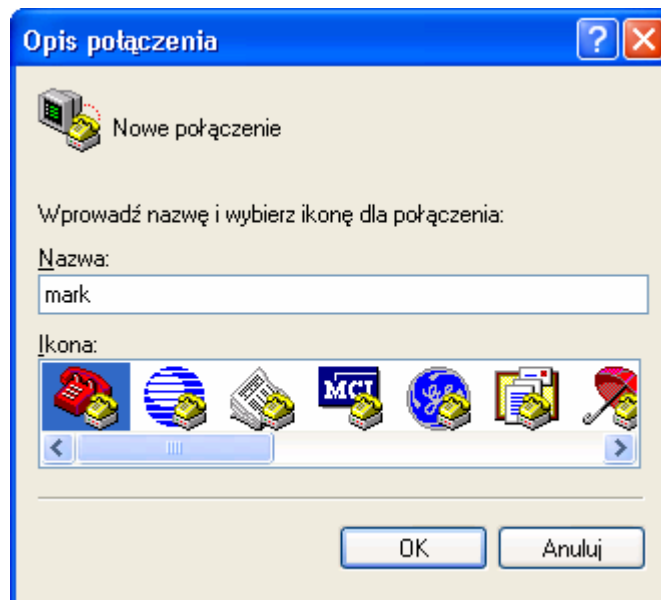 Opis połączenia
Nowe połączenie
Wprowadź nazwę i wybierz ikonę dla połączenia:
Nazwa:
mark
Ikona:
MCI
OK Anuluj